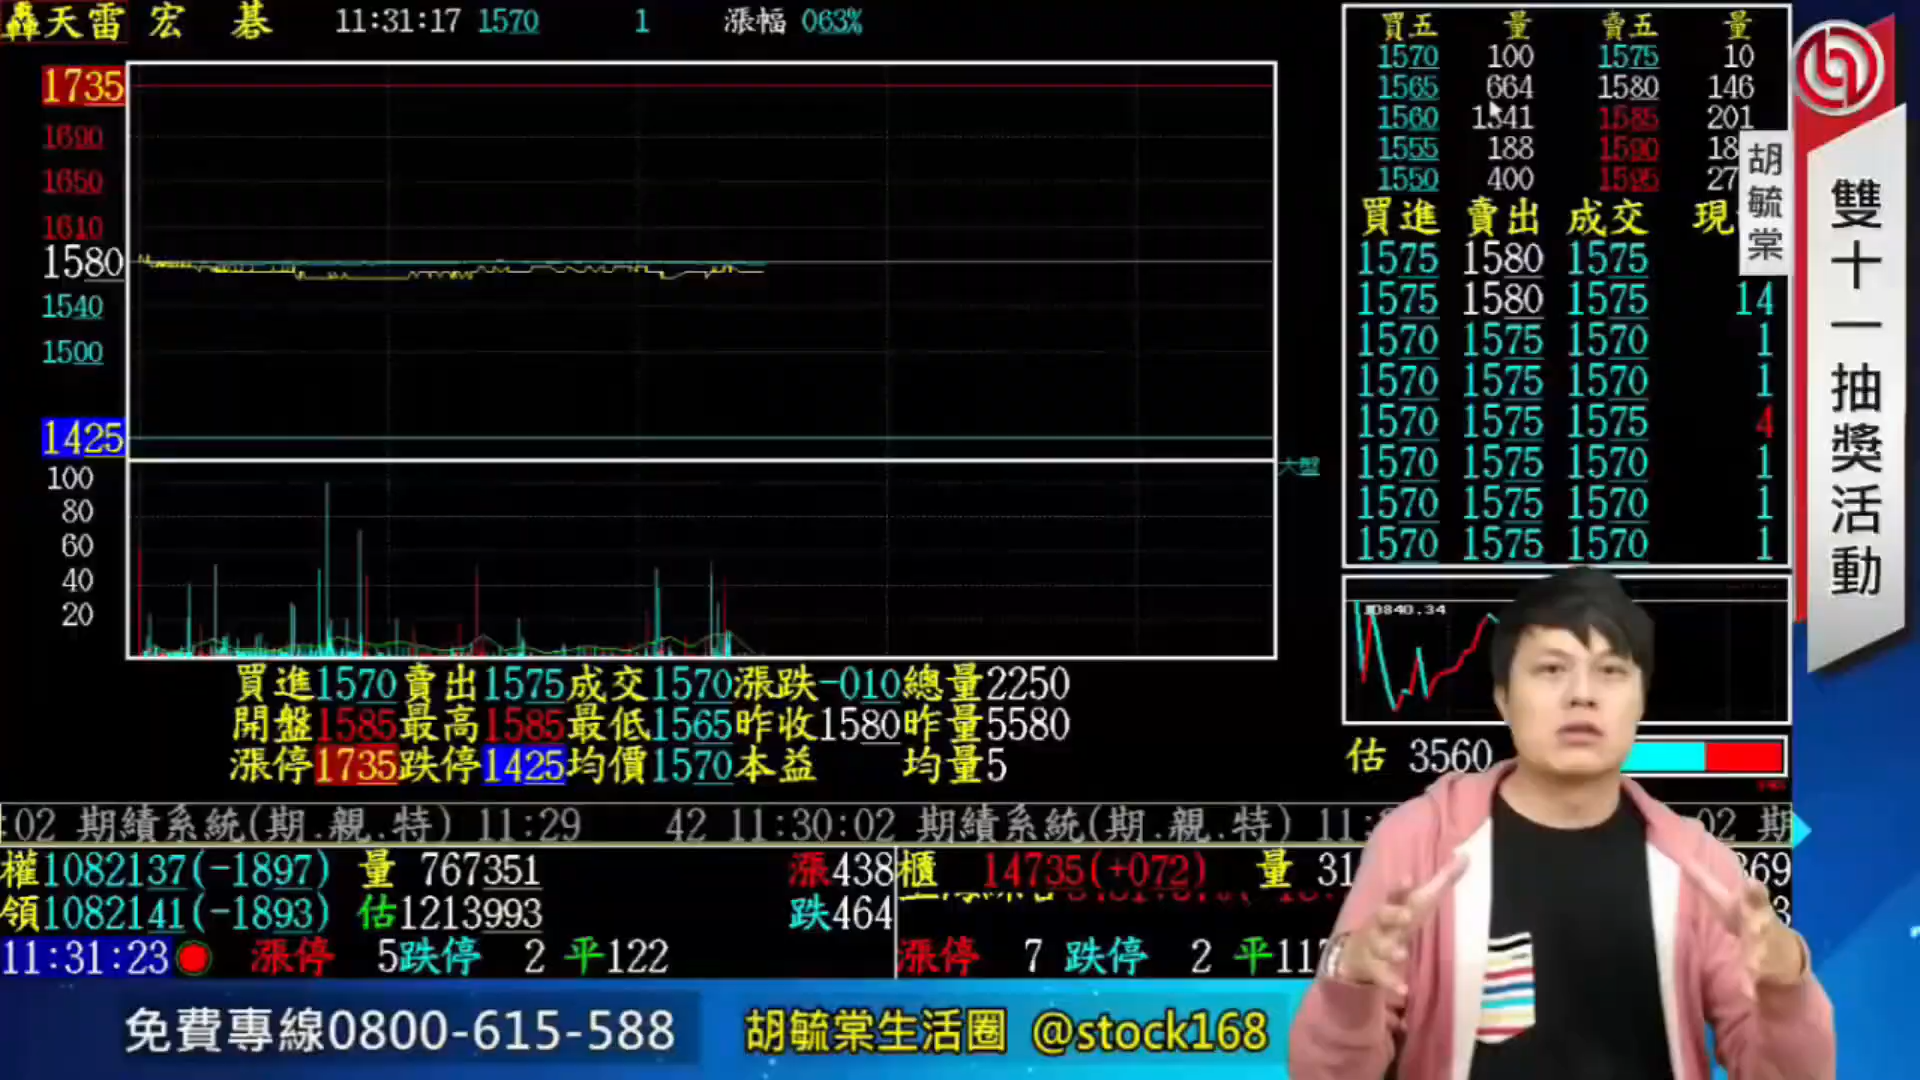 轟天雷 宏 碁 11:31:17 1570 1 漲幅 063%
買五 量 賣五 量
1570 100 1575 10
1565 664 1580 146
1560 1341 1585 201
1555 188 1590
1550 400 1595
買進 賣出 成交 現
1575 1580 1575
1575 1580 1575 14
1570 1575 1570 1
1570 1575 1570 1
1570 1575 1575 4
1570 1575 1570 1
1570 1575 1570 1
1570 1575 1570 1
1735
1690
1650
1610
1580
1540
1500
1425
大盤
100
80
60
40
20
胡毓棠
雙十一抽獎活動
10840.34
估 3560
買進1570賣出1575成交1570漲跌-010總量2250
開盤1585最高1585最低1565昨收1580昨量5580
漲停1735跌停1425均價1570本益 均量5
:02 期績系統(期.親.特) 11:29 42 11:30:02 期績系統(期.親.特) 02 期
權1082137(-1897) 量 767351 漲438
領1082141(-1893) 估1213993 跌464
11:31:23 漲停 5跌停 2 平122
櫃 14735(+072) 量
漲停 7 跌停 2
免費專線0800-615-588 胡毓棠生活圈 @stock168